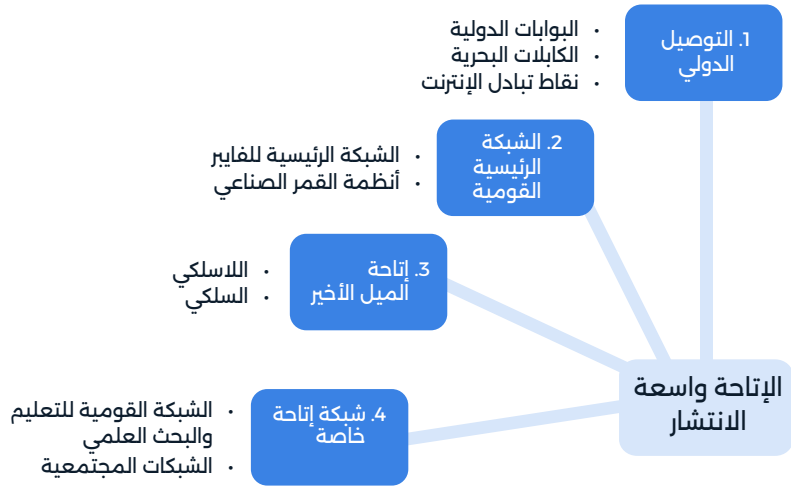 1. التوصيل
الدولي
• البوابات الدولية
• الكابلات البحرية
• نقاط تبادل الإنترنت
2. الشبكة
الرئيسية
القومية
• الشبكة الرئيسية للفايبر
• أنظمة القمر الصناعي
3. إتاحة
الميل الأخير
• اللاسلكي
• السلكي
الإتاحة واسعة
الانتشار
4. شبكة إتاحة
خاصة
• الشبكة القومية للتعليم
والبحث العلمي
• الشبكات المجتمعية